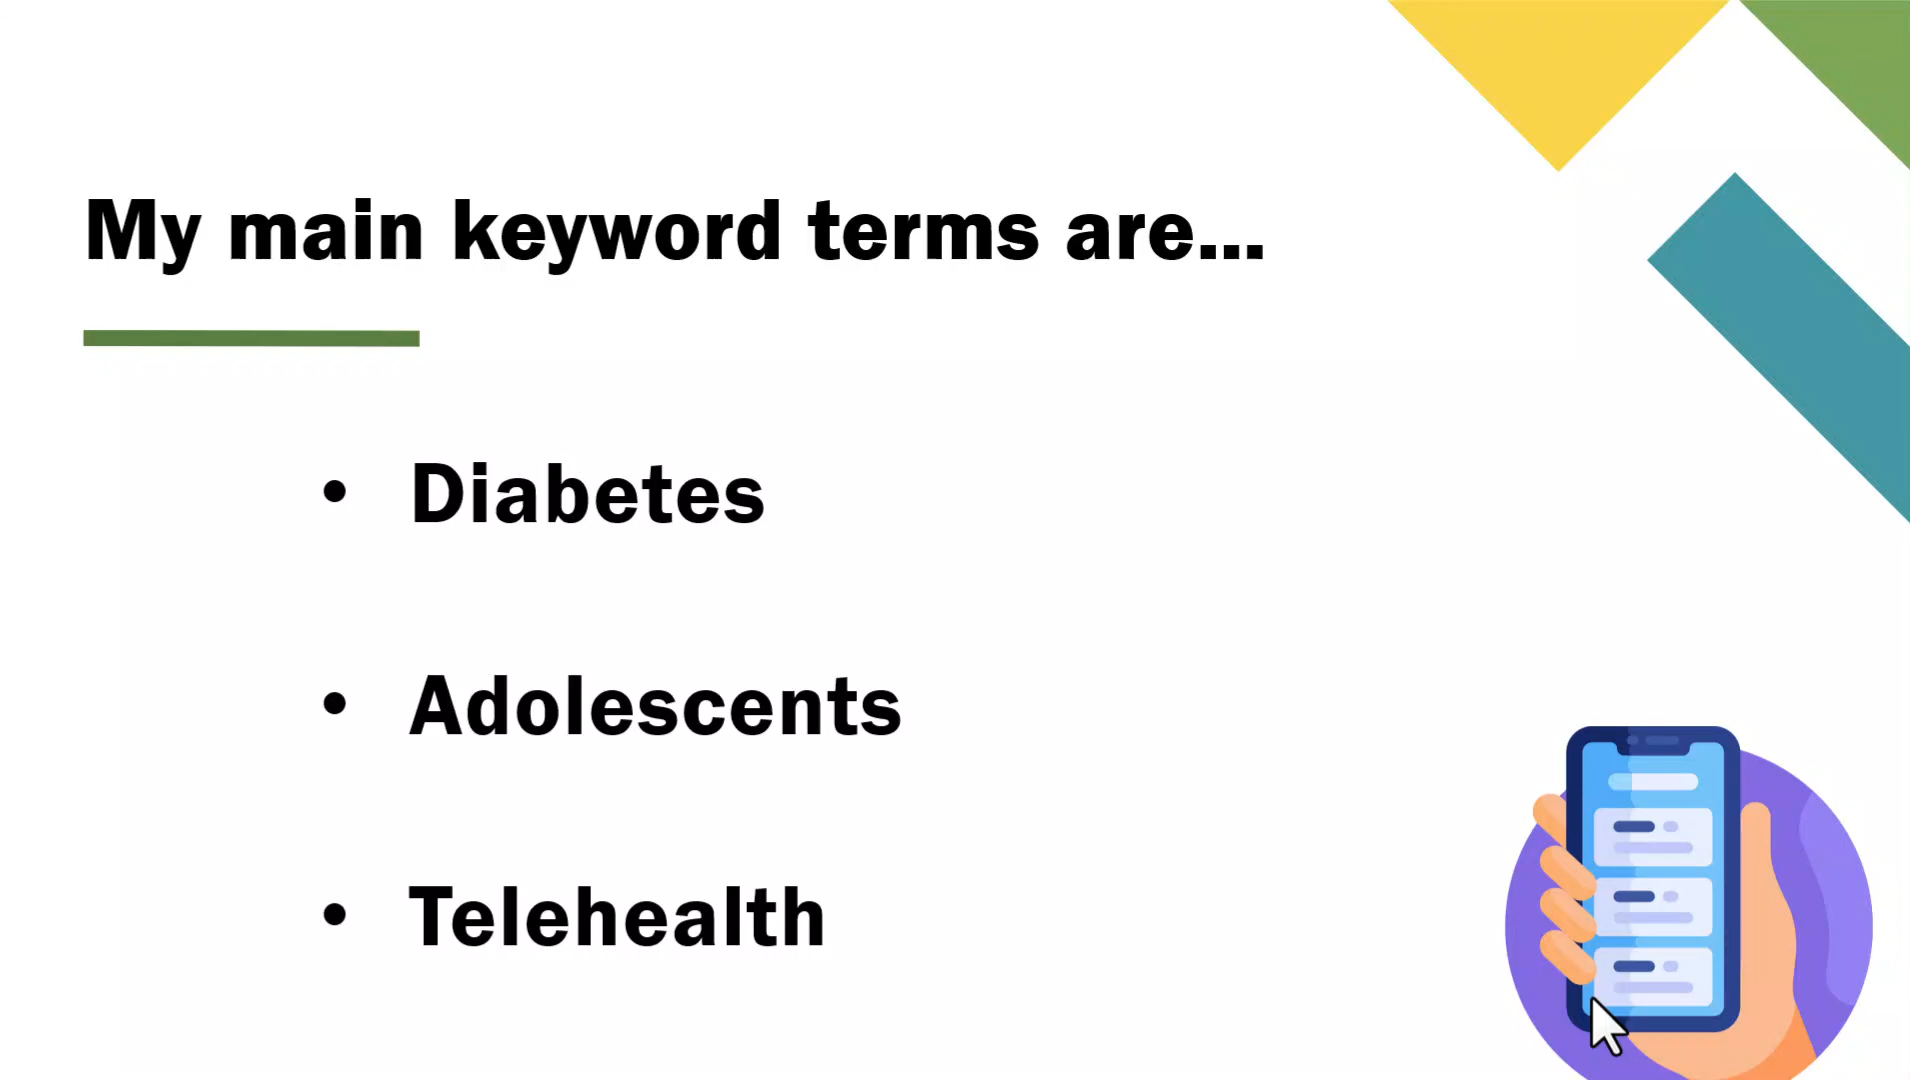 My main keyword terms are...
• Diabetes
• Adolescents
• Telehealth